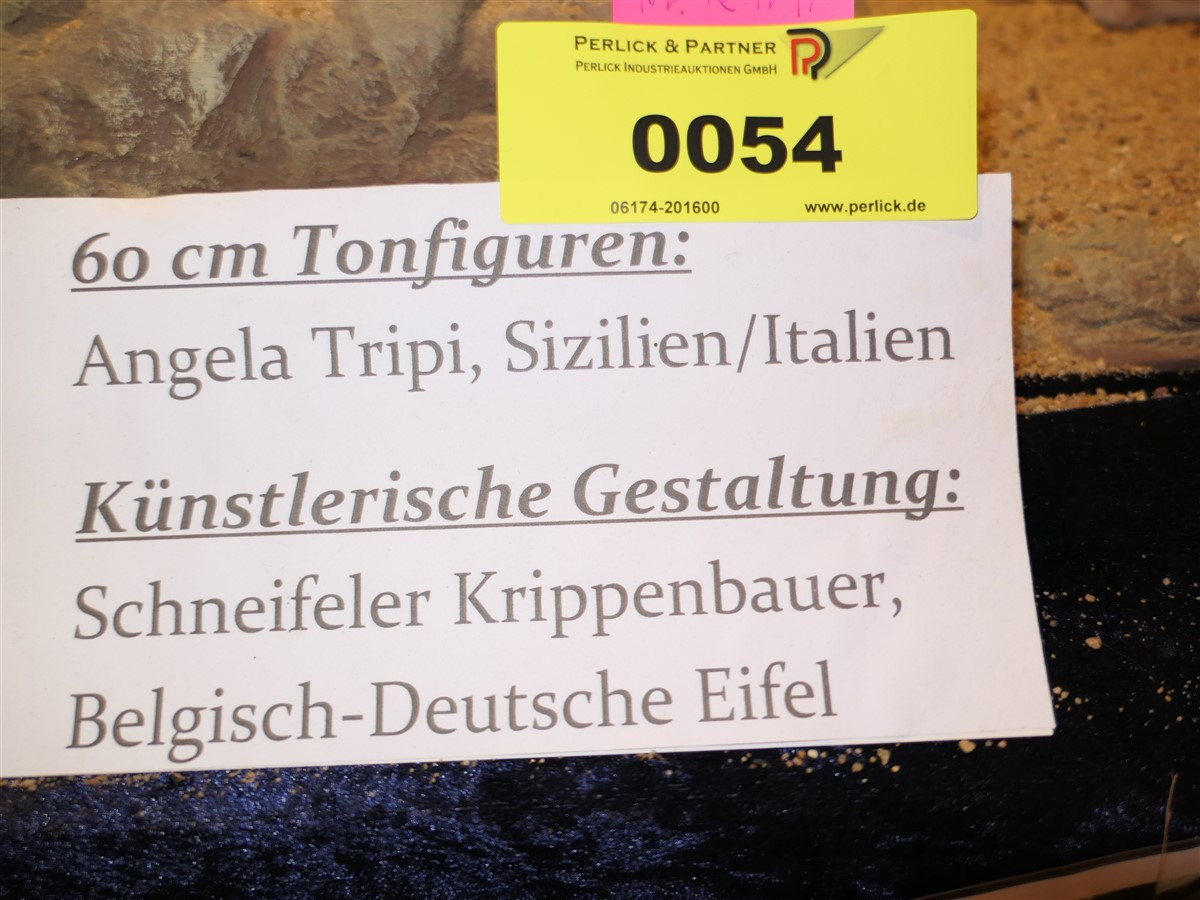 PERLICK & PARTNER
PERLICK INDUSTRIEAUKTIONEN GMBH
0054
06174-201600 www.perlick.de
60 cm Tonfiguren:
Angela Tripi, Sizilien/Italien
Künstlerische Gestaltung:
Schneifeler Krippenbauer,
Belgisch-Deutsche Eifel